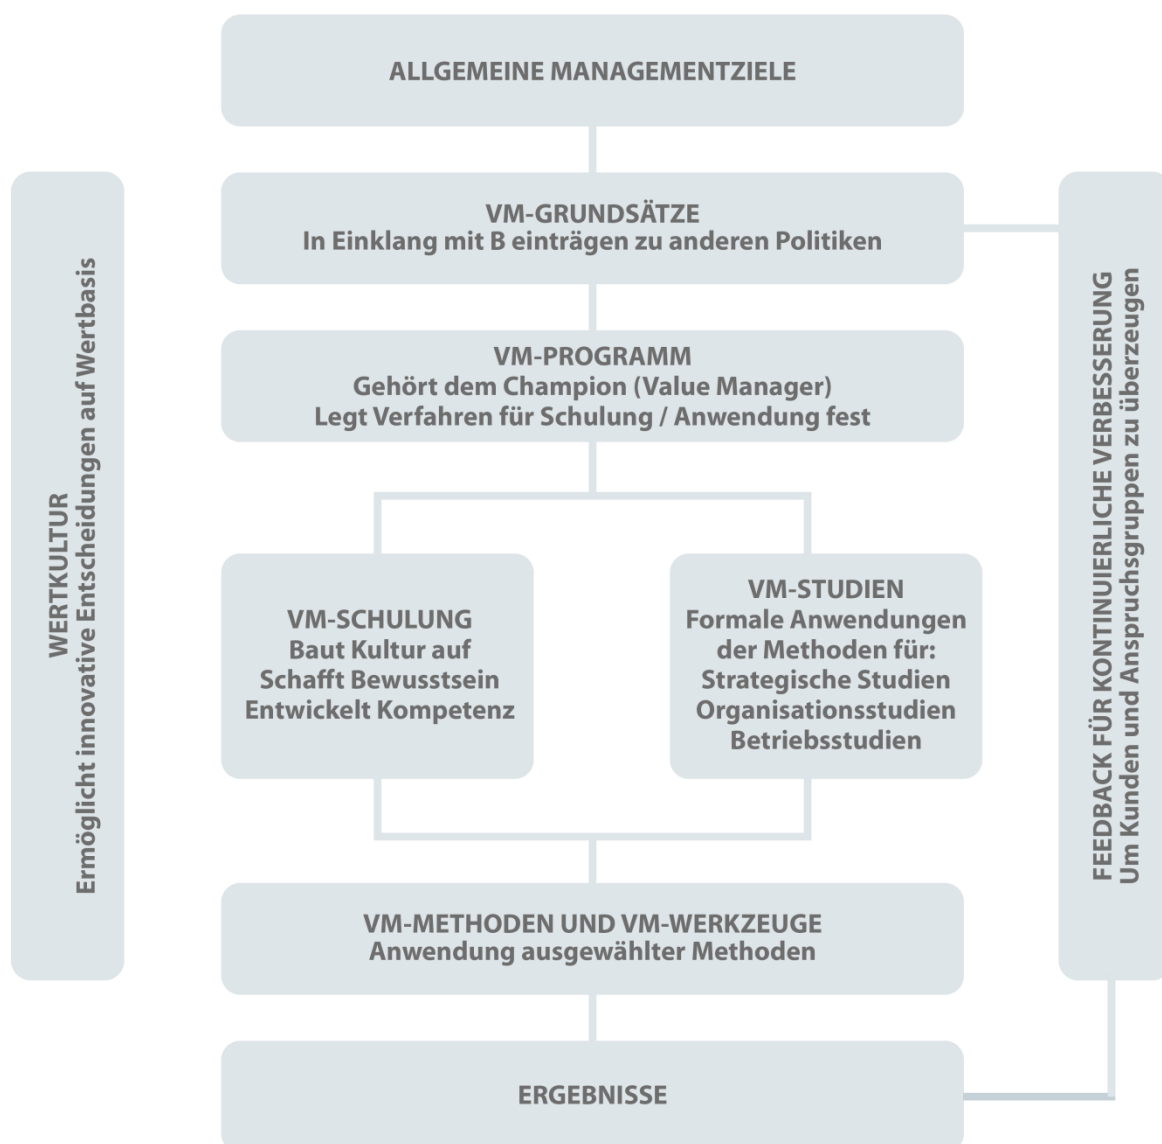 ALLGEMEINE MANAGEMENTZIELE
WERTKULTUR
Ermöglicht innovative Entscheidungen auf Wertbasis
VM-GRUNDSÄTZE
In Einklang mit B einträgen zu anderen Politiken
VM-PROGRAMM
Gehört dem Champion (Value Manager)
Legt Verfahren für Schulung / Anwendung fest
VM-SCHULUNG
Baut Kultur auf
Schafft Bewusstsein
Entwickelt Kompetenz
VM-STUDIEN
Formale Anwendungen
der Methoden für:
Strategische Studien
Organisationsstudien
Betriebsstudien
VM-METHODEN UND VM-WERKZEUGE
Anwendung ausgewählter Methoden
ERGEBNISSE
FEEDBACK FÜR KONTINUIERLICHE VERBESSERUNG
Um Kunden und Anspruchsgruppen zu überzeugen